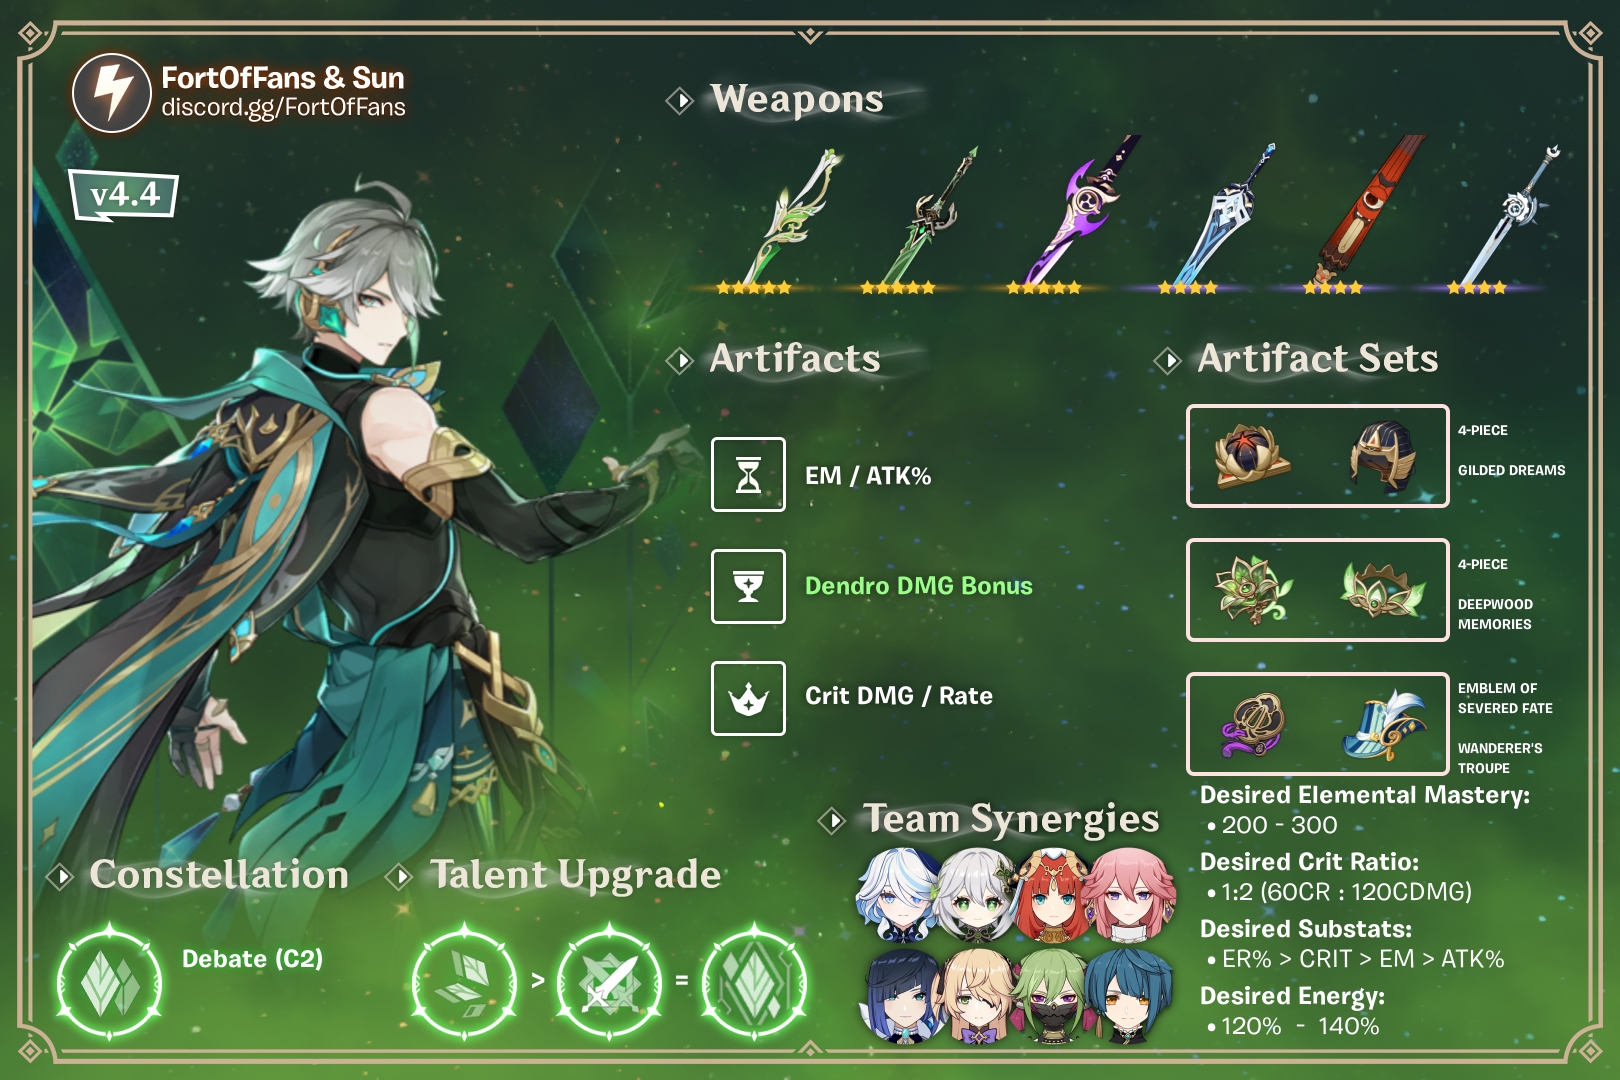 FortOfFans & Sun
discord.gg/FortOfFans
v4.4
Weapons
Artifacts
EM / ATK%
Dendro DMG Bonus
Crit DMG / Rate
Artifact Sets
4-PIECE
GILDED DREAMS
4-PIECE
DEEPWOOD
MEMORIES
EMBLEM OF
SEVERED FATE
WANDERER'S
TROUPE
Constellation
Debate (C2)
Talent Upgrade
> =
Team Synergies
Desired Elemental Mastery:
• 200 - 300
Desired Crit Ratio:
• 1:2 (60CR : 120CDMG)
Desired Substats:
• ER% > CRIT > EM > ATK%
Desired Energy:
• 120% - 140%